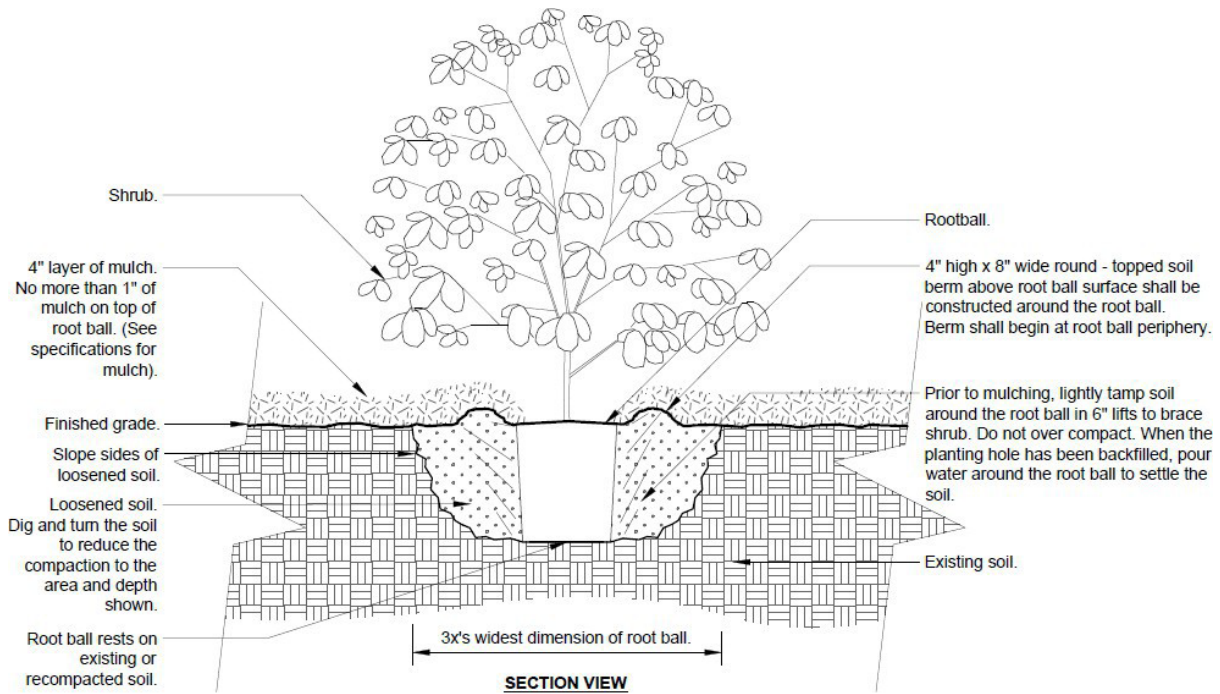 Shrub.
4" layer of mulch.
No more than 1" of
mulch on top of
root ball. (See
specifications for
mulch).
Finished grade.
Slope sides of
loosened soil.
Loosened soil.
Dig and turn the soil
to reduce the
compaction to the
area and depth
shown.
Root ball rests on
existing or
recompacted soil.
3x's widest dimension of root ball.
SECTION VIEW
Rootball.
4" high x 8" wide round - topped soil
berm above root ball surface shall be
constructed around the root ball.
Berm shall begin at root ball periphery.
Prior to mulching, lightly tamp soil
around the root ball in 6" lifts to brace
shrub. Do not over compact. When the
planting hole has been backfilled, pour
water around the root ball to settle the
soil.
Existing soil.